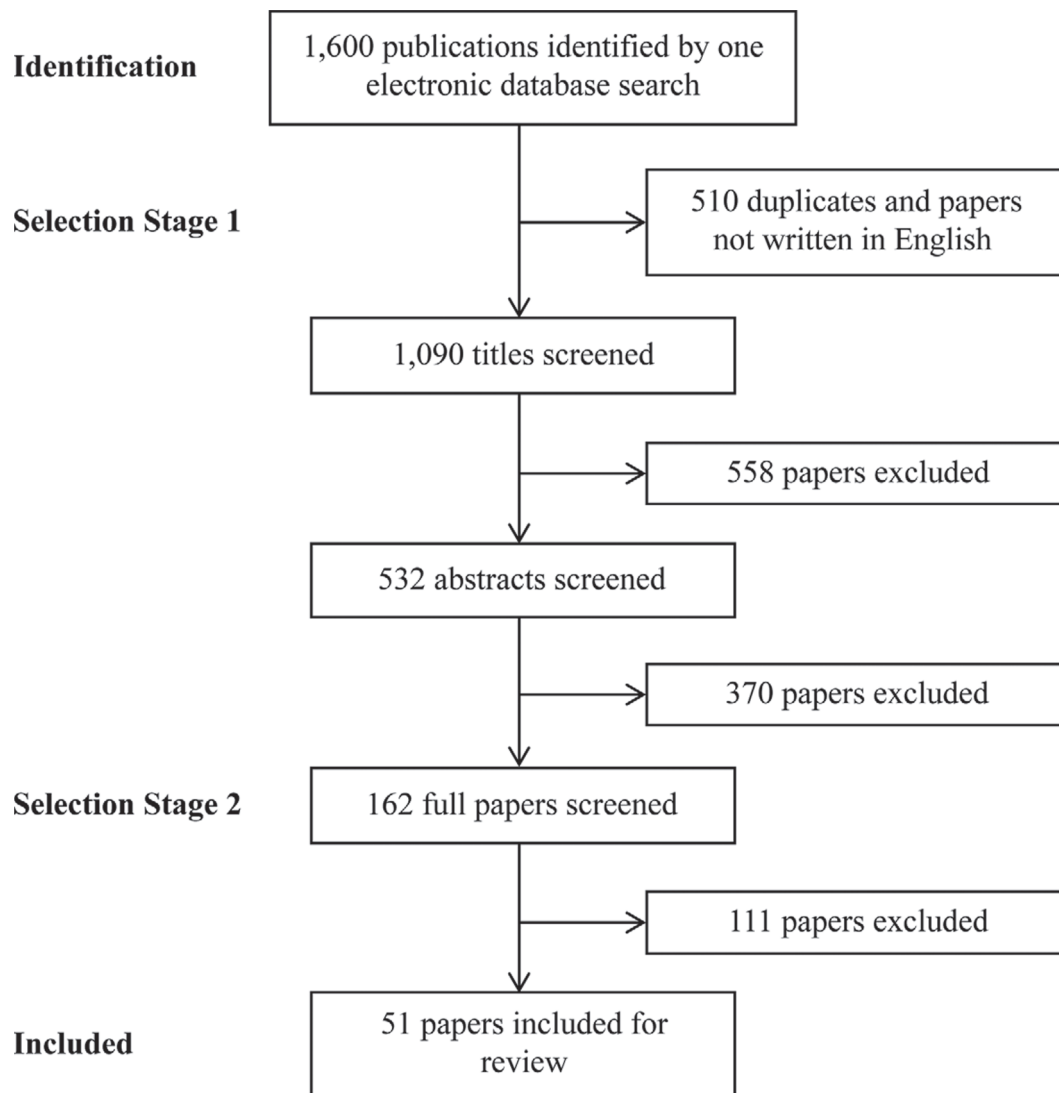 Identification
1,600 publications identified by one
electronic database search
Selection Stage 1
510 duplicates and papers
not written in English
1,090 titles screened
558 papers excluded
532 abstracts screened
370 papers excluded
Selection Stage 2
162 full papers screened
111 papers excluded
Included
51 papers included for
review